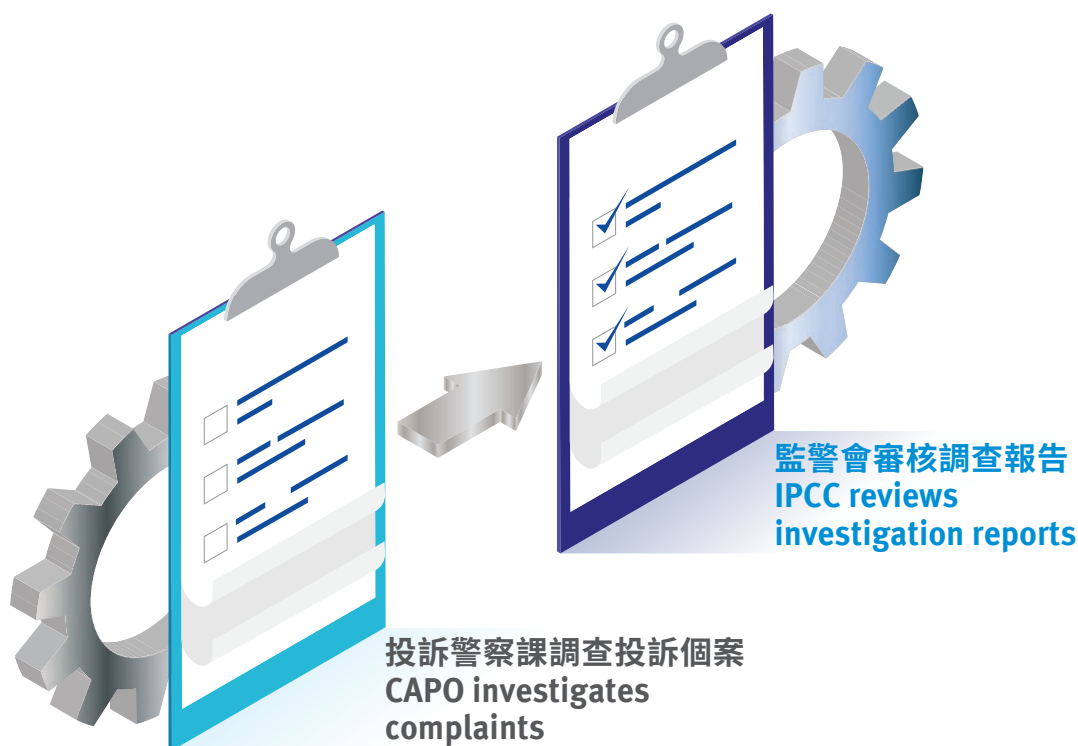 監警會審核調查報告
IPCC reviews
investigation reports
投訴警察課調查投訴個案
CAPO investigates
complaints